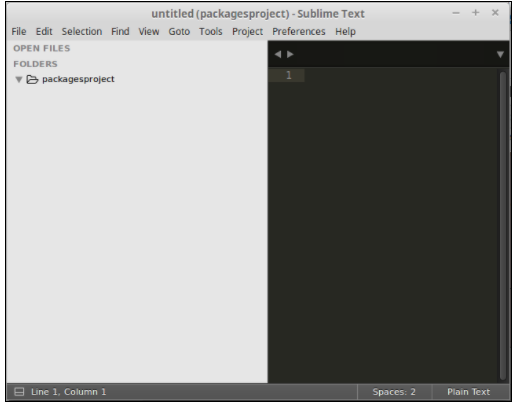 untitled (packagesproject) - Sublime Text
File Edit Selection Find View Goto Tools Project Preferences Help
OPEN FILES
FOLDERS
packagesproject
1
Line 1, Column 1 Spaces: 2 Plain Text